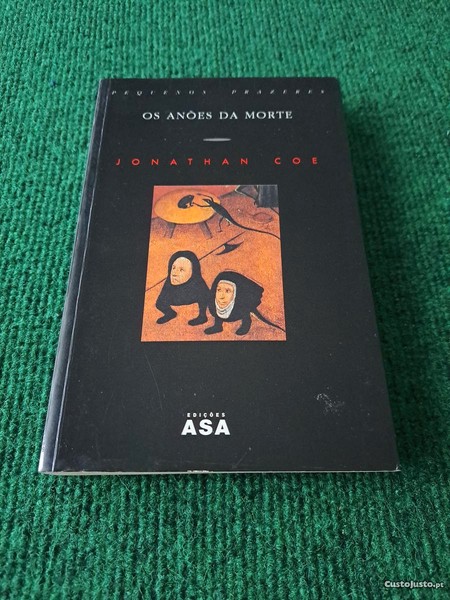 PEQUENOS PRAZERES
OS ANÕES DA MORTE
JONATHAN COE
EDIÇÕES
ASA
CustoJusto.pt